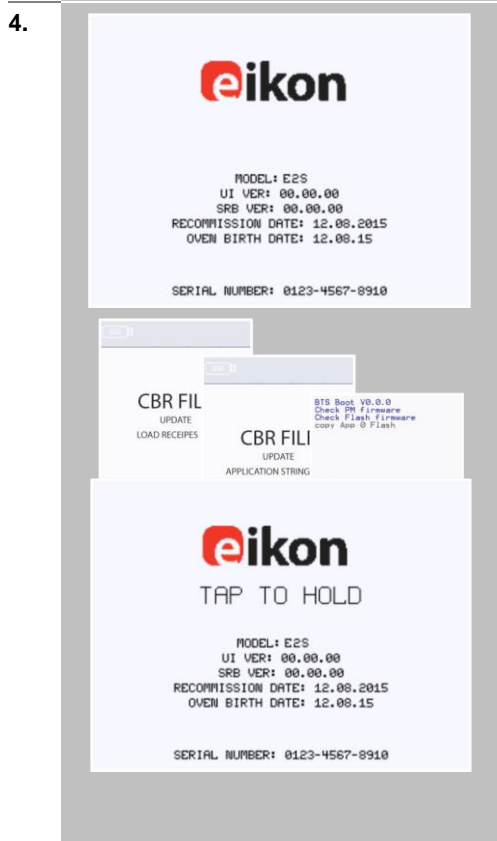 4.
eikon
MODEL: E2S
UI VER: 00.00.00
SRB VER: 00.00.00
RECOMMISSION DATE: 12.08.2015
OVEN BIRTH DATE: 12.08.15
SERIAL NUMBER: 0123-4567-8910
CBR FIL
UPDATE
LOAD RECEIPES
CBR FILI
UPDATE
APPLICATION STRING
BTS Boot V0.0.0
Check PM firmware
Check Flash firmware
copy App 0 Flash
eikon
TAP TO HOLD
MODEL: E2S
UI VER: 00.00.00
SRB VER: 00.00.00
RECOMMISSION DATE: 12.08.2015
OVEN BIRTH DATE: 12.08.15
SERIAL NUMBER: 0123-4567-8910